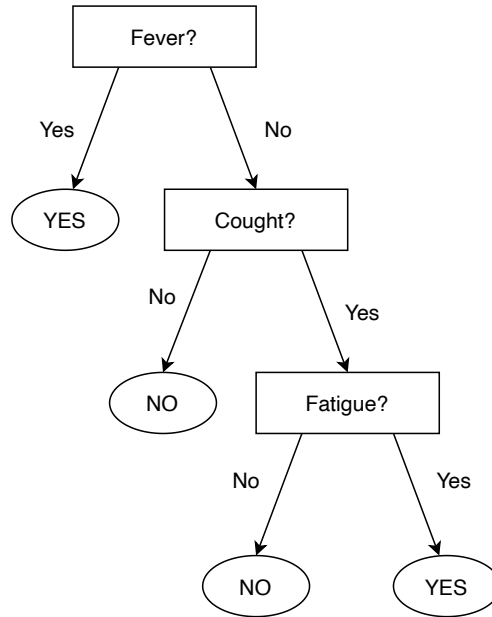 Fever?
Yes
No
YES
Cought?
No
Yes
NO
Fatigue?
No
Yes
NO
YES